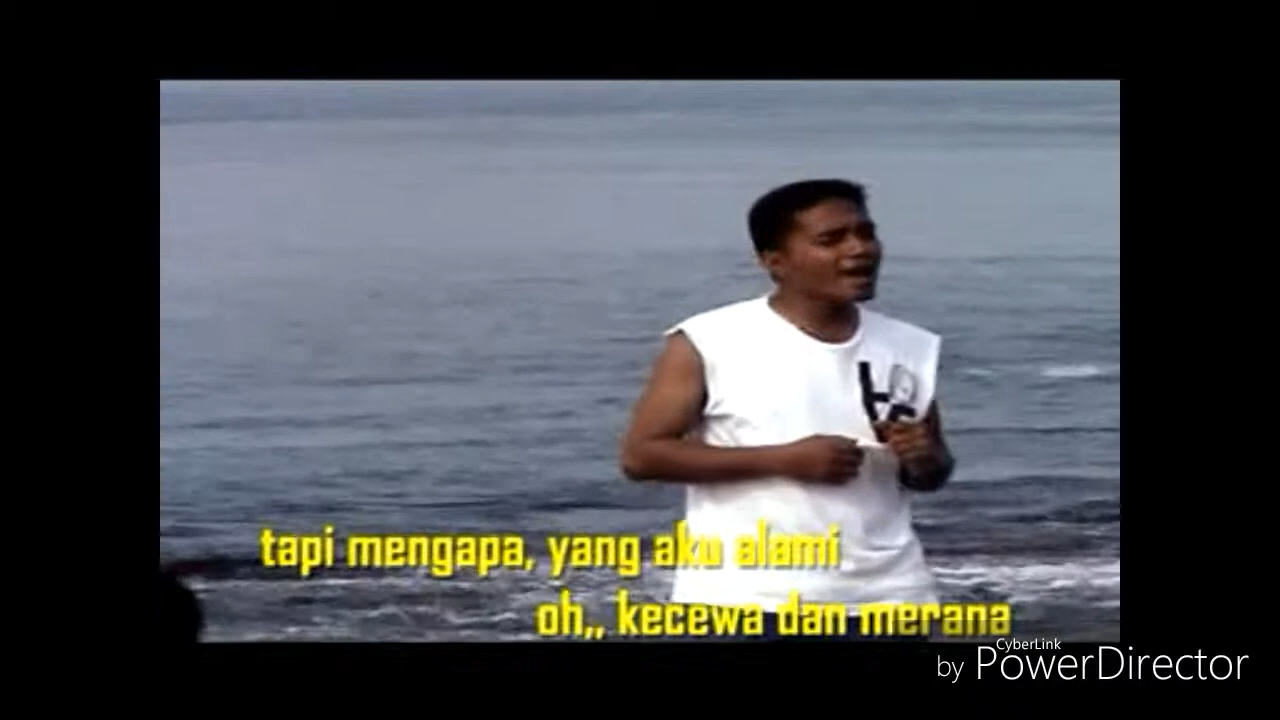 tapi mengapa, yang aku alami
oh,, kecewa dan merana
CyberLink
by PowerDirector